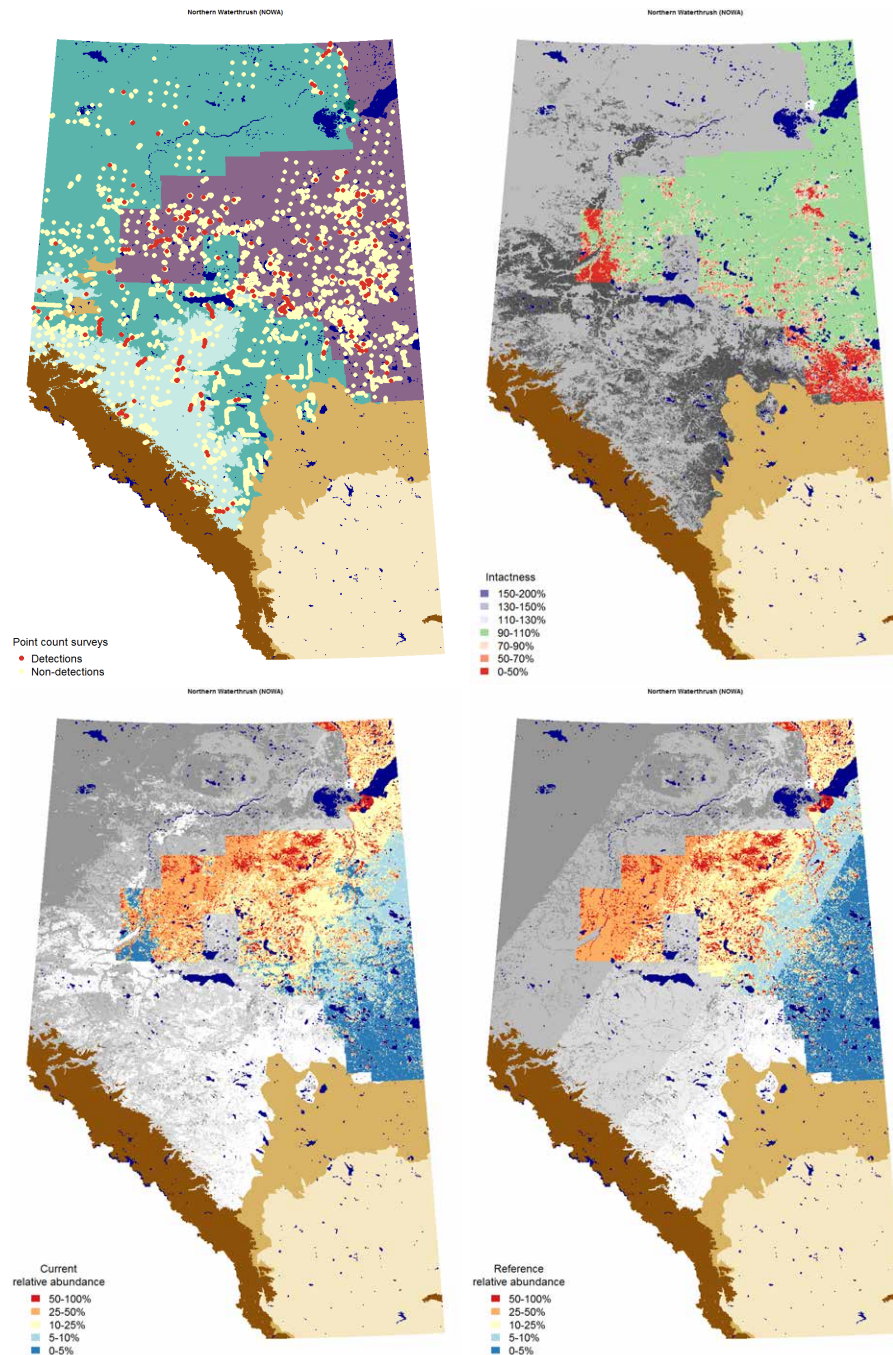 Northern Waterthrush (NOWA)
Point count surveys
Detections
Non-detections
Northern Waterthrush (NOWA)
Intactness
150-200%
130-150%
110-130%
90-110%
70-90%
50-70%
0-50%
Northern Waterthrush (NOWA)
Current
relative abundance
50-100%
25-50%
10-25%
5-10%
0-5%
Northern Waterthrush (NOWA)
Reference
relative abundance
50-100%
25-50%
10-25%
5-10%
0-5%